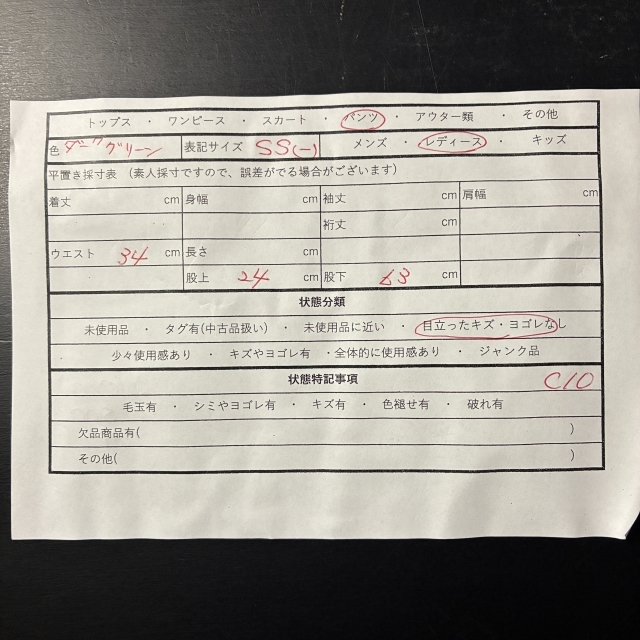 トップス ・ ワンピース ・ スカート ・ パンツ ・ アウター類 ・ その他
色 ダークグリーン 表記サイズ SS(一) メンズ ・ レディース ・ キッズ
平置き採寸表 (素人採寸ですので、誤差がでる場合がございます)
着丈 cm 身幅 cm 袖丈 cm 肩幅 cm
裄丈 cm
ウエスト 34 cm 長さ cm
股上 24 cm 股下 63 cm
状態分類
未使用品 ・ タグ有(中古品扱い) ・ 未使用品に近い ・ 目立ったキズ・ヨゴレなし
・ 少々使用感あり ・ キズやヨゴレ有 ・全体的に使用感あり ・ ジャンク品
状態特記事項 C10
毛玉有 ・ シミやヨゴレ有 ・ キズ有 ・ 色褪せ有 ・ 破れ有
欠品商品有( )
その他( )